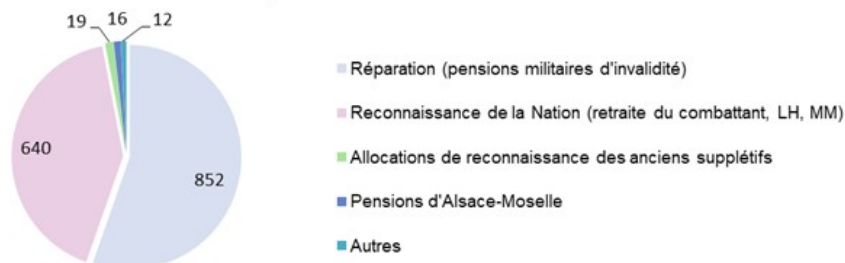 19 16 12
640
852
Réparation (pensions militaires d'invalidité)
Reconnaissance de la Nation (retraite du combattant, LH, MM)
Allocations de reconnaissance des anciens supplétifs
Pensions d'Alsace-Moselle
Autres